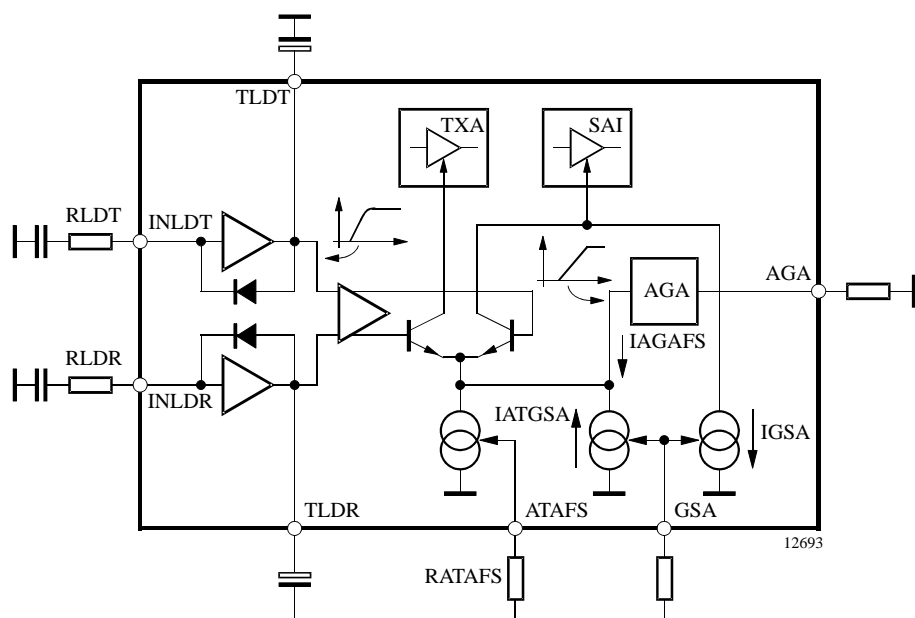 TLDT
TXA
SAI
RLDT
INLDT
AGA
AGA
RLDR
INLDR
IAGAFS
IATGSA
IGSA
TLDR
ATAFS
GSA
12693
RATAFS